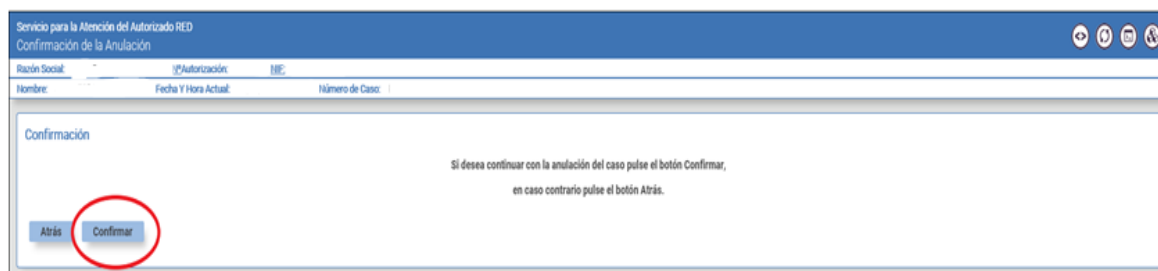 Servicio para la Atención del Autorizado RED
Confirmación de la Anulación
Razón Social: NºAutorización: NIF:
Nombre: Fecha Y Hora Actual: Número de Caso:
Confirmación
Si desea continuar con la anulación del caso pulse el botón Confirmar,
en caso contrario pulse el botón Atrás.
Atrás Confirmar